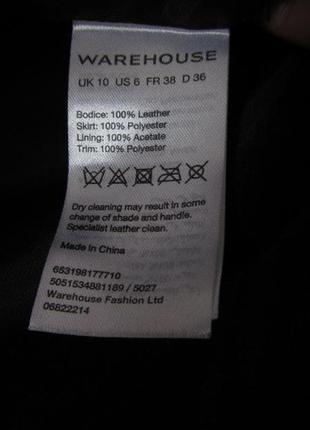 WAREHOUSE
UK 10 US 6 FR 38 D 36
Bodice: 100% Leather
Skirt: 100% Polyester
Lining: 100% Acetate
Trim: 100% Polyester
Dry cleaning may result in some
change of shade and handle.
Specialist leather clean.
Made In China
653198177710
5051534881189 / 5027
Warehouse Fashion Ltd
06822214